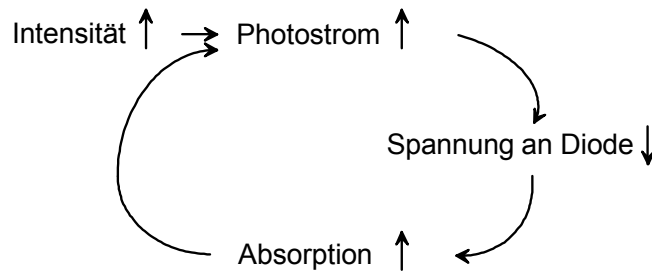 Intensität ↑ → Photostrom ↑
Spannung an Diode ↓
Absorption ↑